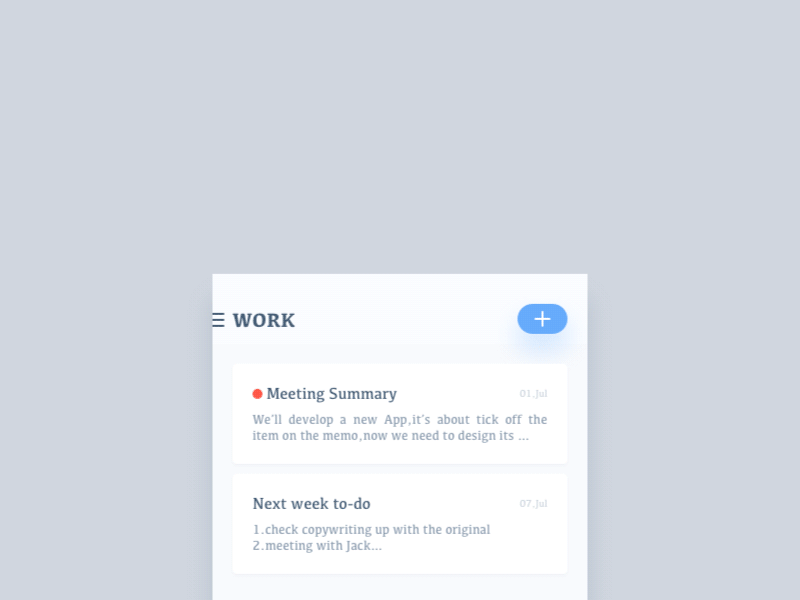 WORK
Meeting Summary
01,Jul
We'll develop a new App,it's about tick off the
item on the memo,now we need to design its ...
Next week to-do
07,Jul
1.check copywriting up with the original
2.meeting with Jack...